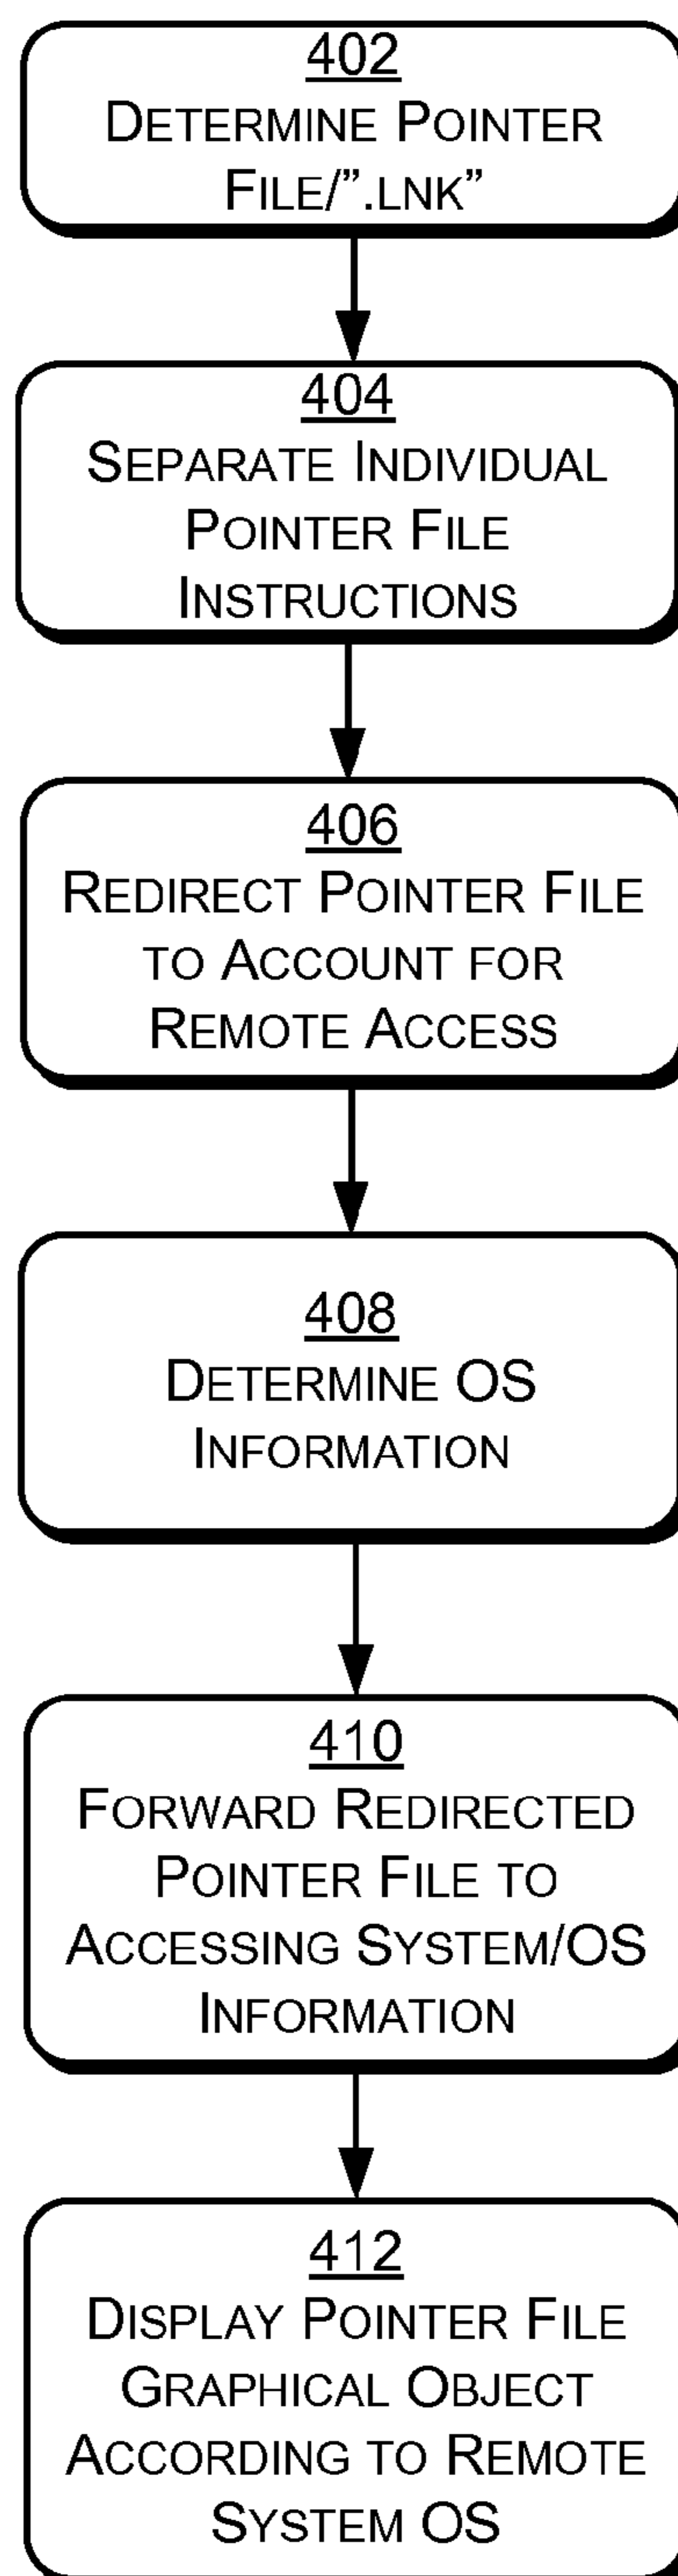 402
DETERMINE POINTER
FILE/”.LNK”
404
SEPARATE INDIVIDUAL
POINTER FILE
INSTRUCTIONS
406
REDIRECT POINTER FILE
TO ACCOUNT FOR
REMOTE ACCESS
408
DETERMINE OS
INFORMATION
410
FORWARD REDIRECTED
POINTER FILE TO
ACCESSING SYSTEM/OS
INFORMATION
412
DISPLAY POINTER FILE
GRAPHICAL OBJECT
ACCORDING TO REMOTE
SYSTEM OS